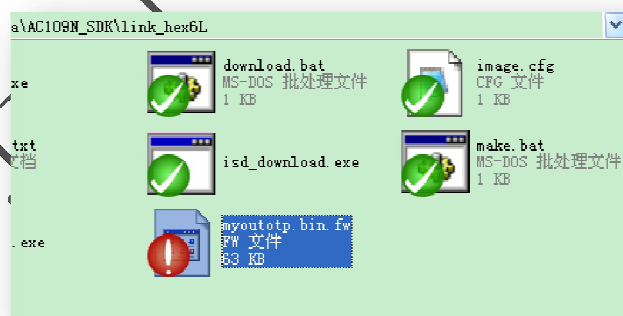 a\AC109N_SDK\link_hex6L
xe
download.bat
MS-DOS 批处理文件
1 KB
image.cfg
CFG 文件
1 KB
txt
文档
isd_download.exe
make.bat
MS-DOS 批处理文件
1 KB
.exe
myoutotp.bin.fw
FW 文件
63 KB